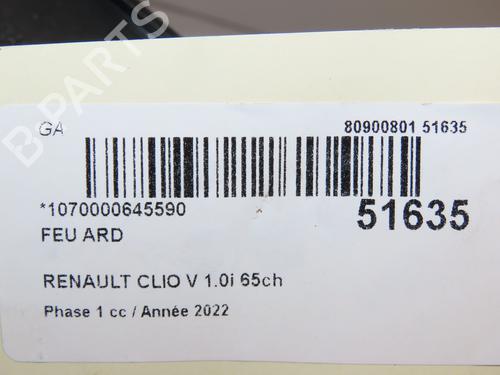 GA
80900801 51635
*1070000645590
51635
FEU ARD
RENAULT CLIO V 1.0i 65ch
Phase 1 cc / Année 2022
B-PARTS